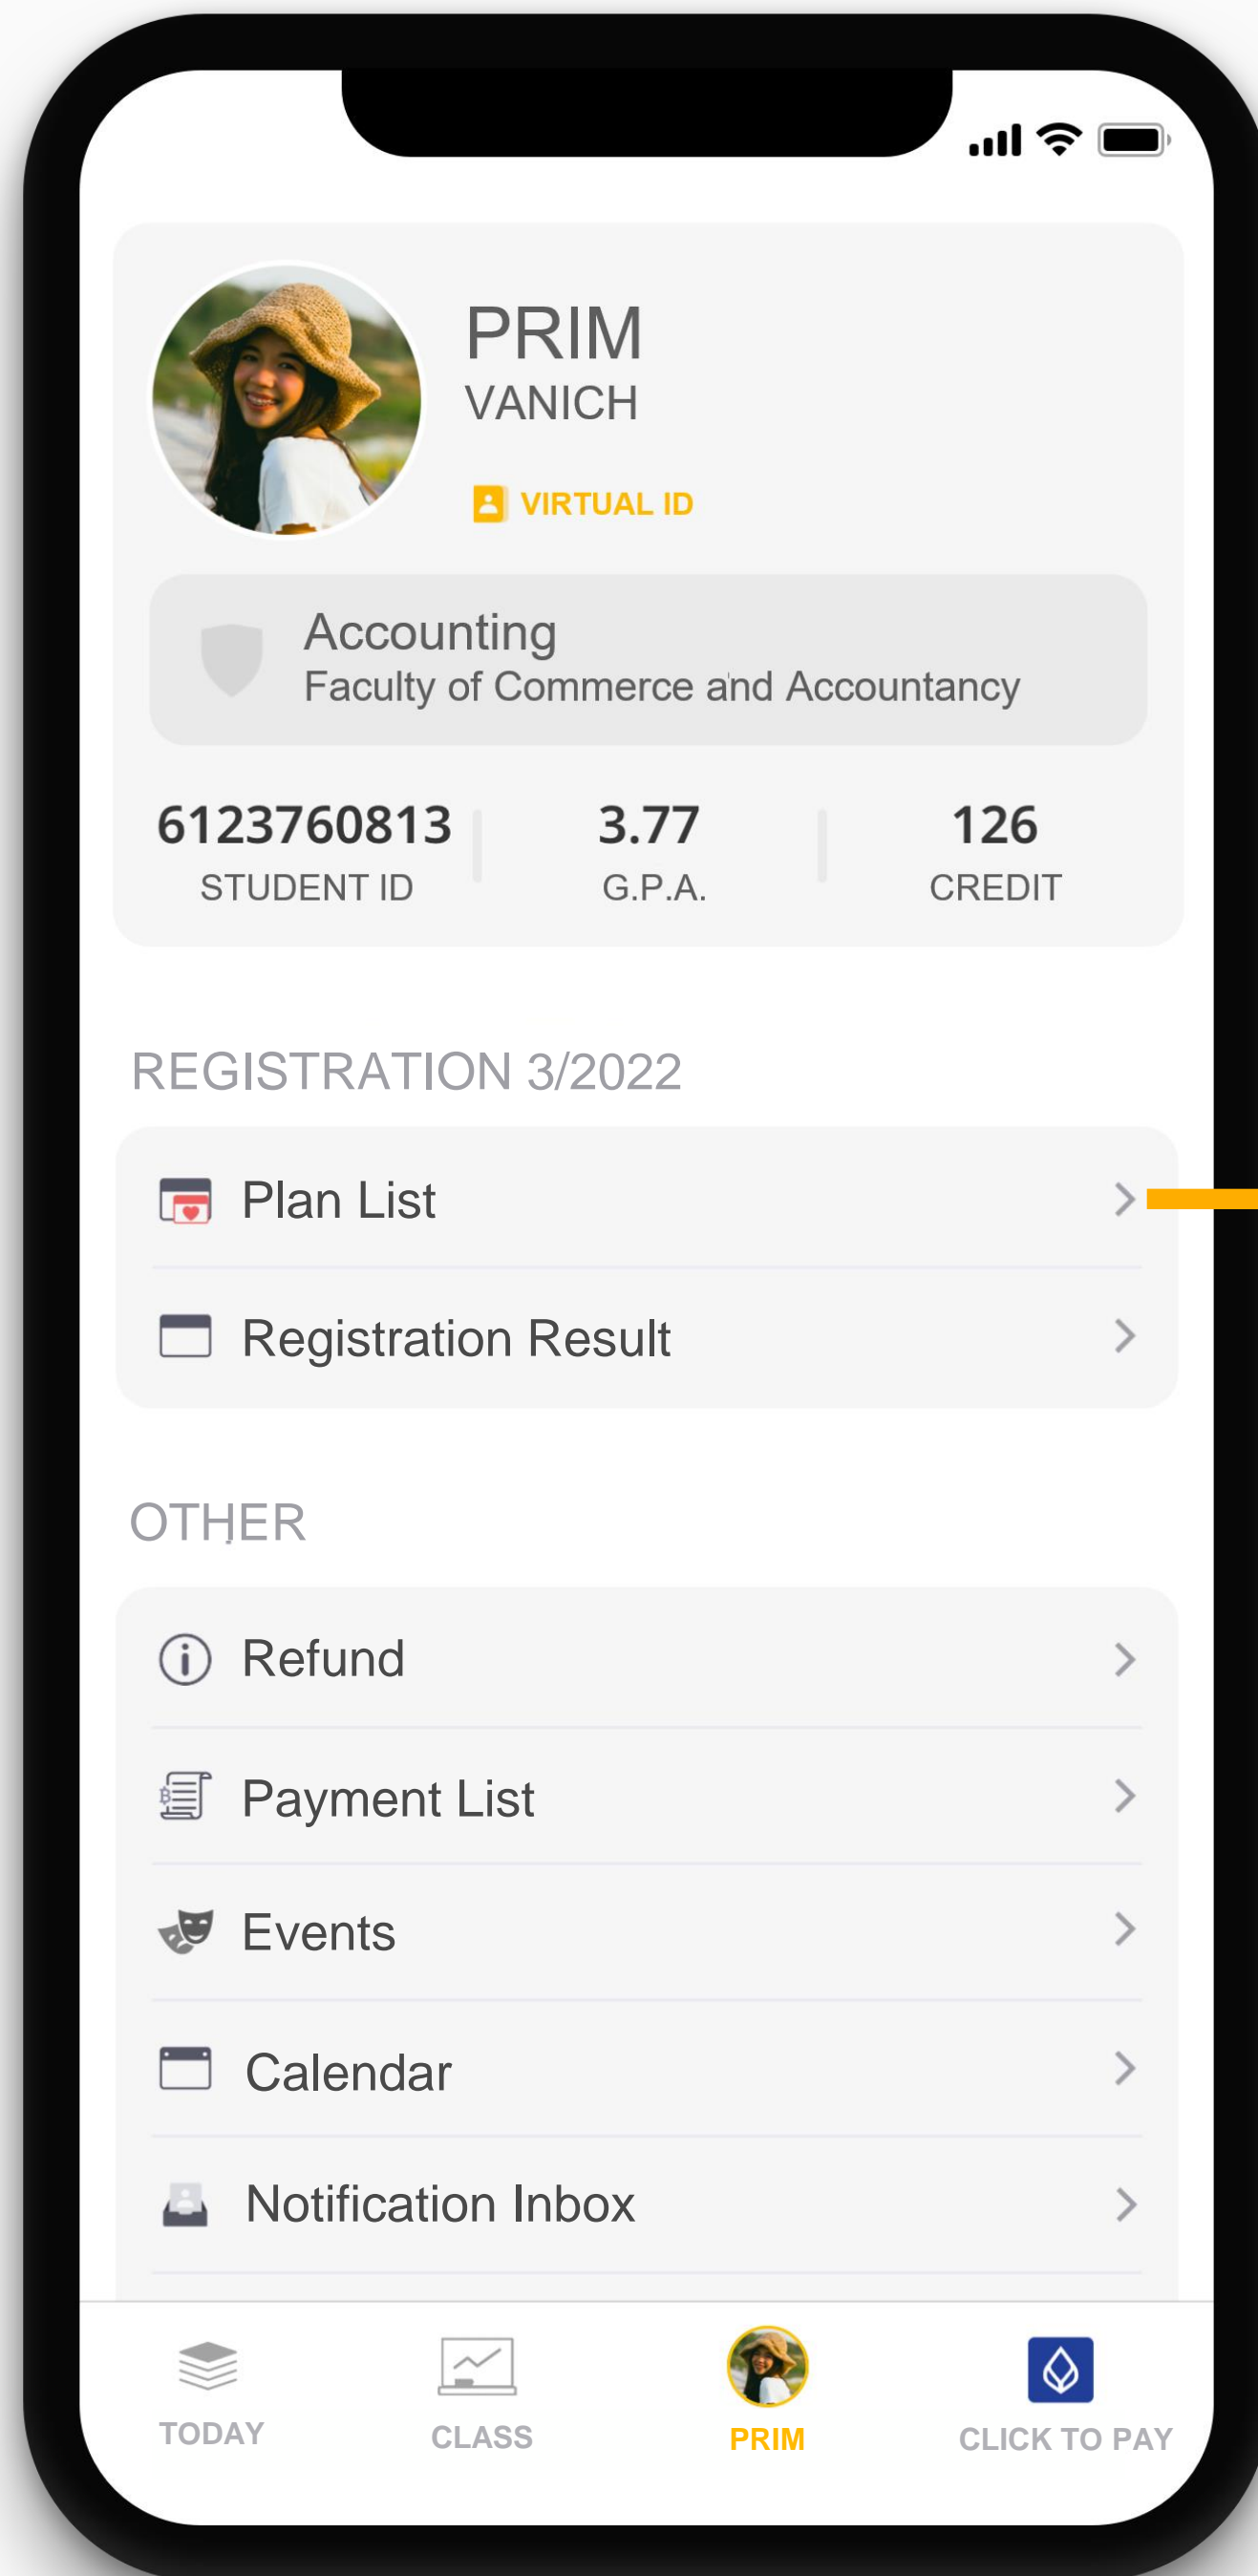 PRIM
VANICH
VIRTUAL ID
Accounting
Faculty of Commerce and Accountancy
6123760813 3.77 126
STUDENT ID G.P.A. CREDIT
REGISTRATION 3/2022
Plan List
Registration Result
OTHER
Refund
Payment List
Events
Calendar
Notification Inbox
TODAY CLASS PRIM CLICK TO PAY